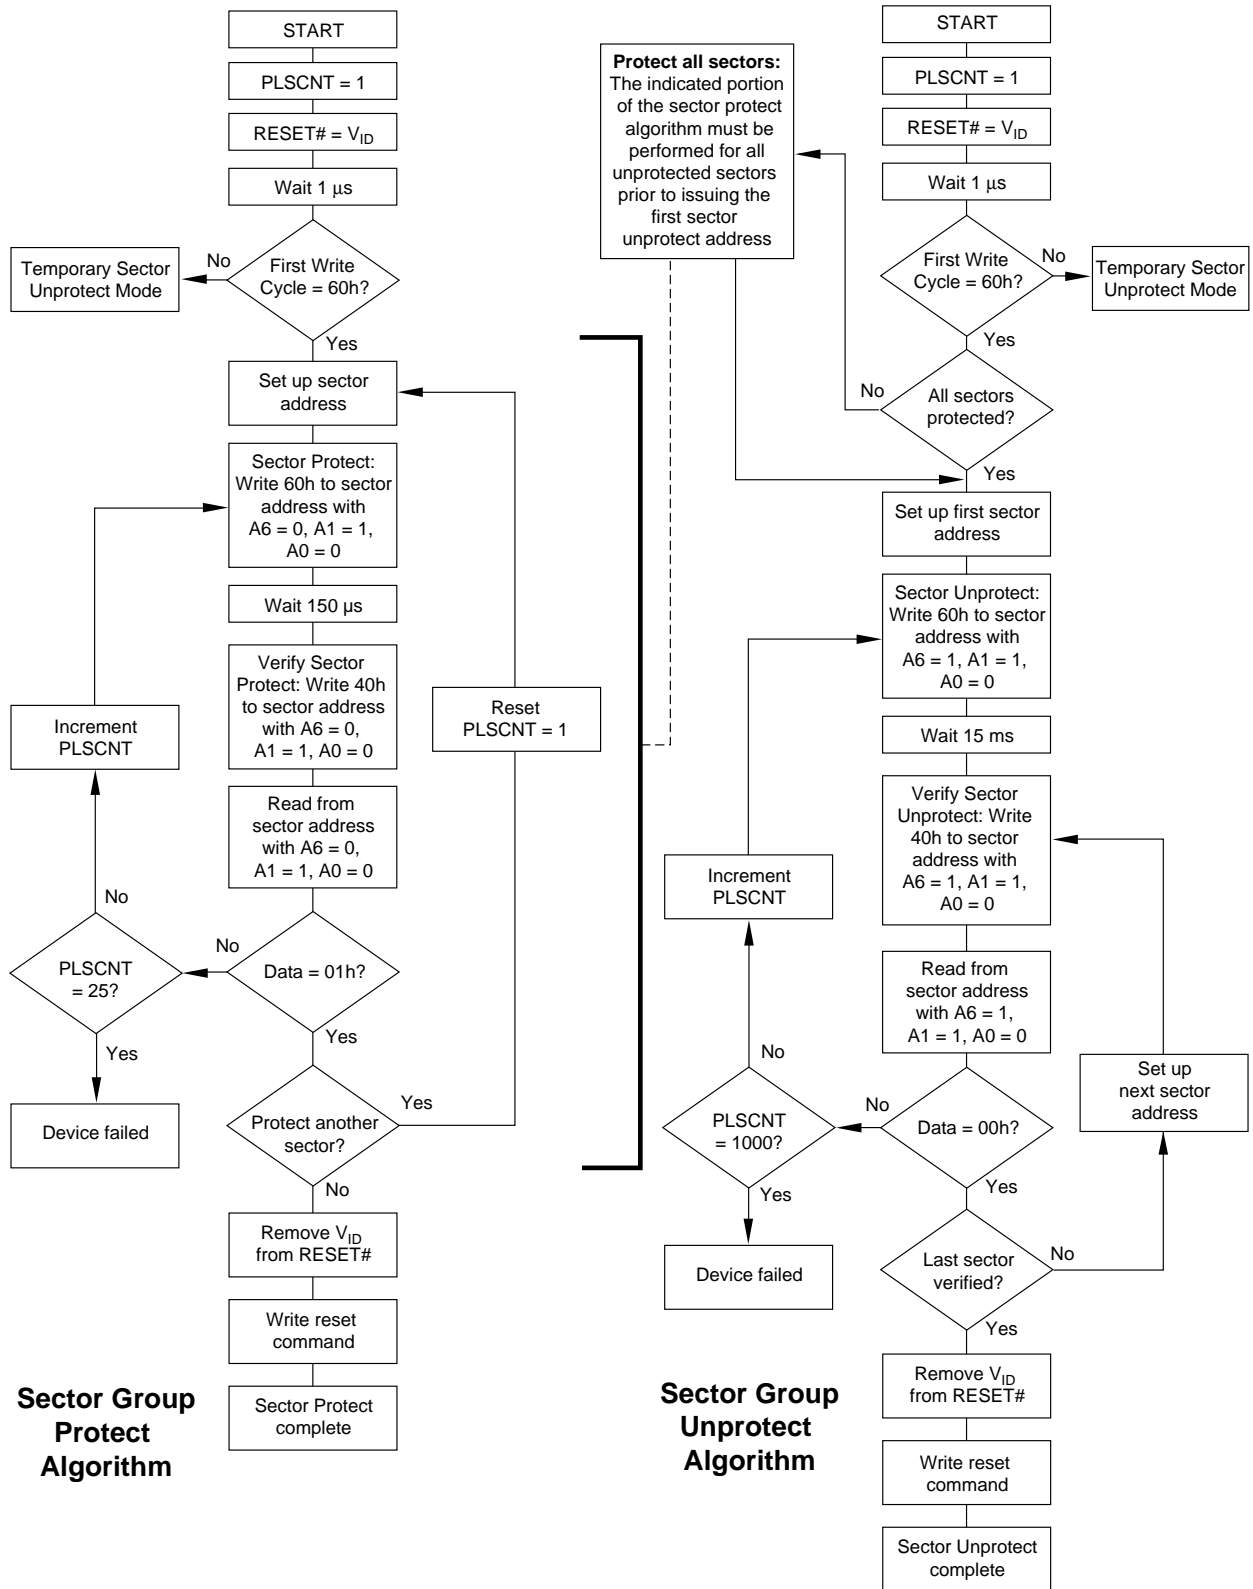 START
PLSCNT = 1
RESET# = VID
Wait 1 μs
First Write
Cycle = 60h?
No
Temporary Sector
Unprotect Mode
Yes
Set up sector
address
Sector Protect:
Write 60h to sector
address with
A6 = 0, A1 = 1,
A0 = 0
Wait 150 µs
Verify Sector
Protect: Write 40h
to sector address
with A6 = 0,
A1 = 1, A0 = 0
Reset
PLSCNT = 1
Increment
PLSCNT
Read from
sector address
with A6 = 0,
A1 = 1, A0 = 0
No
No
PLSCNT
= 25?
Data = 01h?
Yes
Yes
Device failed
Protect another
sector?
Yes
No
Remove VID
from RESET#
Write reset
command
Sector Protect
complete
Sector Group
Protect
Algorithm
Protect all sectors:
The indicated portion
of the sector protect
algorithm must be
performed for all
unprotected sectors
prior to issuing the
first sector
unprotect address
START
PLSCNT = 1
RESET# = VID
Wait 1 μs
First Write
Cycle = 60h?
No
Temporary Sector
Unprotect Mode
Yes
No
All sectors
protected?
Yes
Set up first sector
address
Sector Unprotect:
Write 60h to sector
address with
A6 = 1, A1 = 1,
A0 = 0
Wait 15 ms
Verify Sector
Unprotect: Write
40h to sector
address with
A6 = 1, A1 = 1,
A0 = 0
Increment
PLSCNT
Read from
sector address
with A6 = 1,
A1 = 1, A0 = 0
No
Set up
next sector
address
No
PLSCNT
= 1000?
Data = 00h?
Yes
Yes
Device failed
Last sector
verified?
No
Yes
Remove VID
from RESET#
Write reset
command
Sector Unprotect
complete
Sector Group
Unprotect
Algorithm